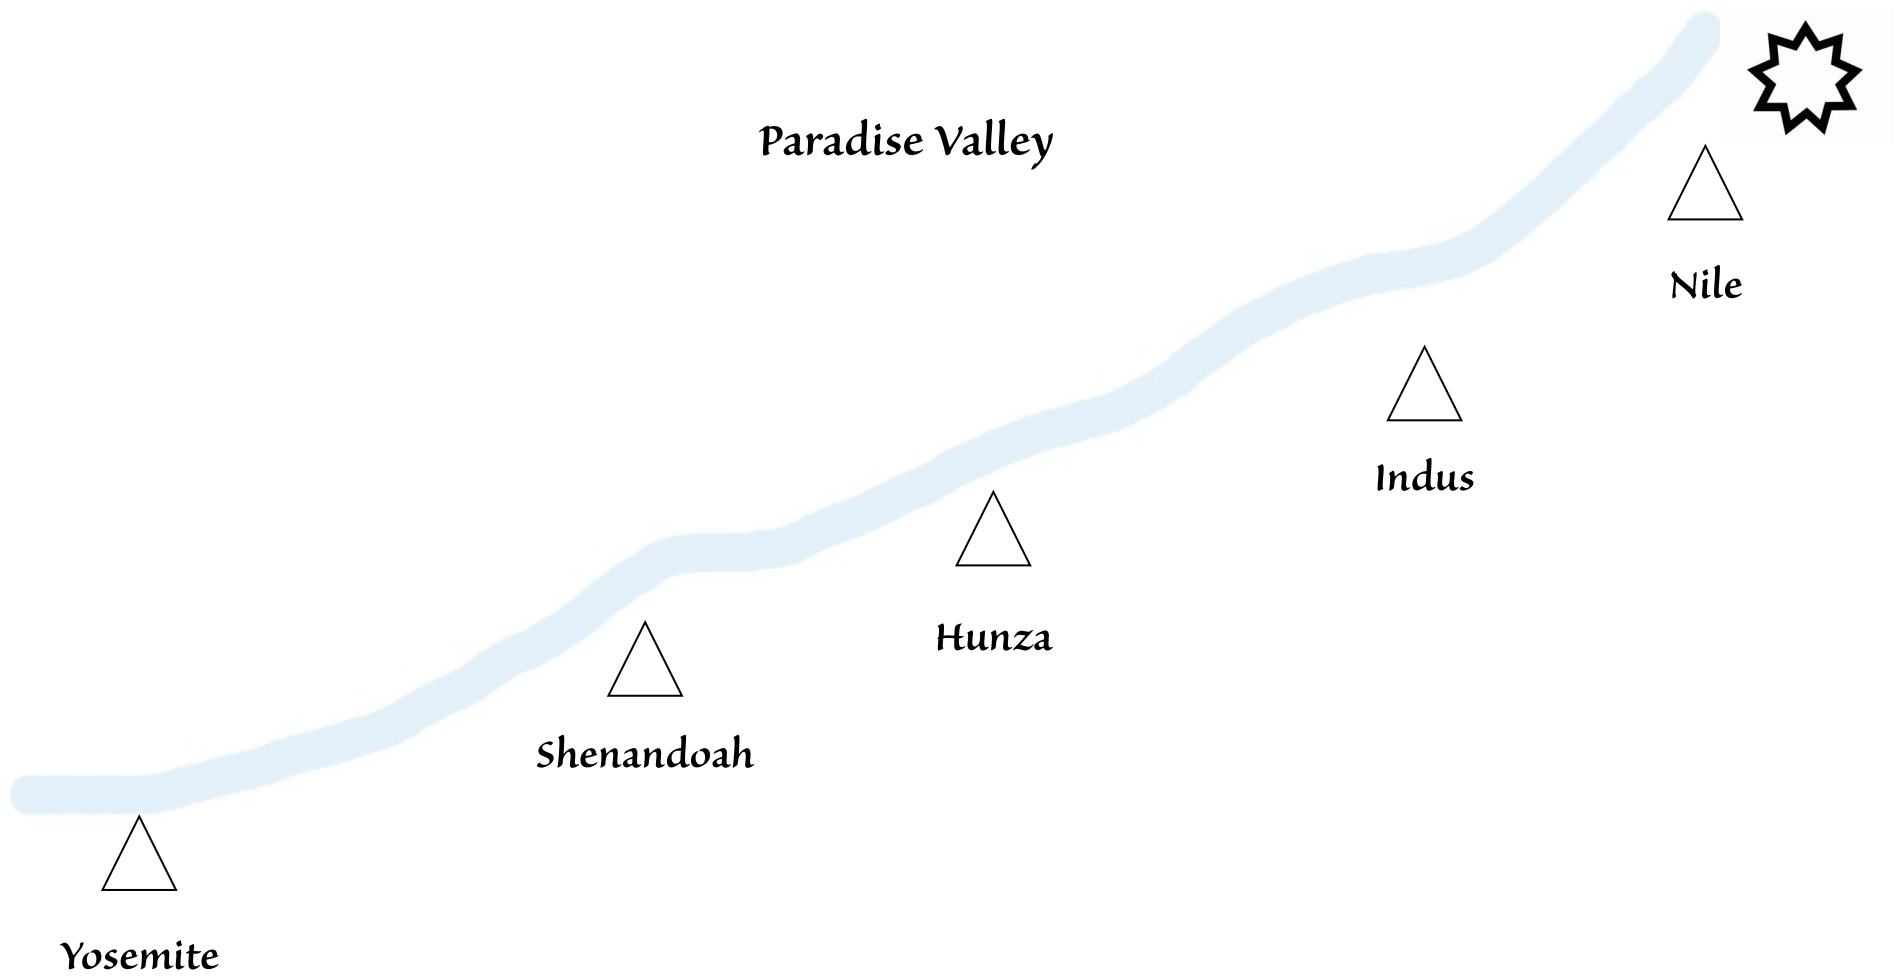 Paradise Valley
Nile
Indus
Hunza
Shenandoah
Yosemite